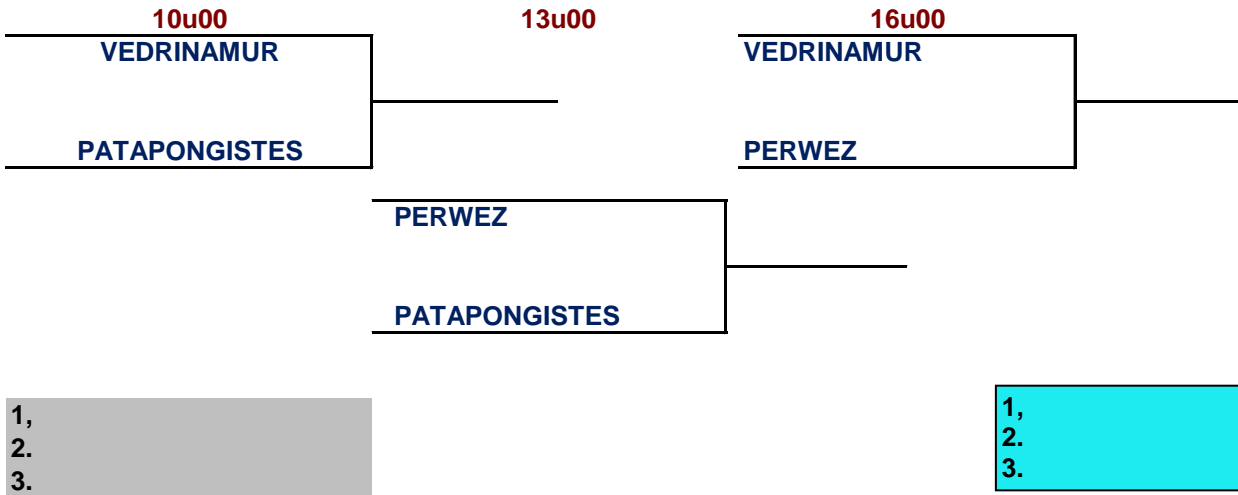 10u00 13u00 16u00
VEDRINAMUR VEDRINAMUR
PATAPONGISTES PERWEZ
PERWEZ
PATAPONGISTES
1, 1,
2. 2.
3. 3.